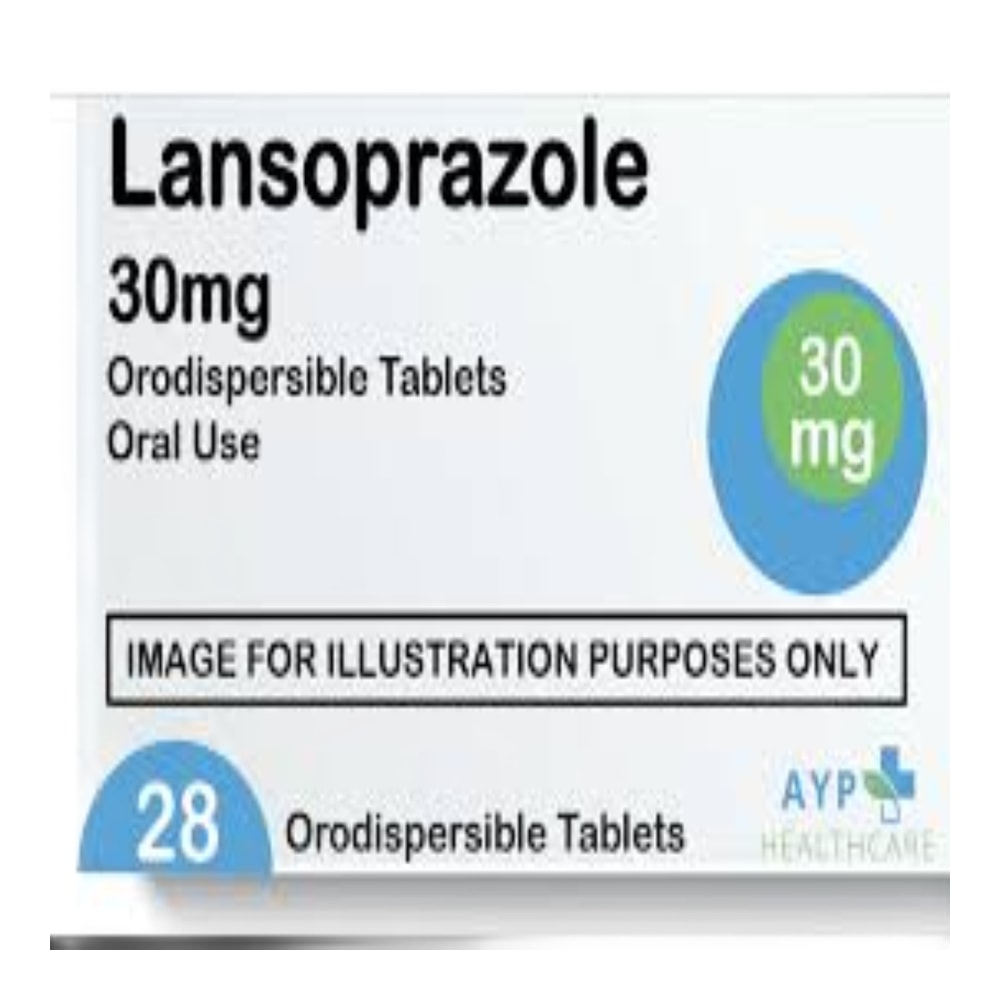 Lansoprazole
30mg
Orodispersible Tablets
Oral Use
30
mg
IMAGE FOR ILLUSTRATION PURPOSES ONLY
28
Orodispersible Tablets
AYP
HEALTHCARE